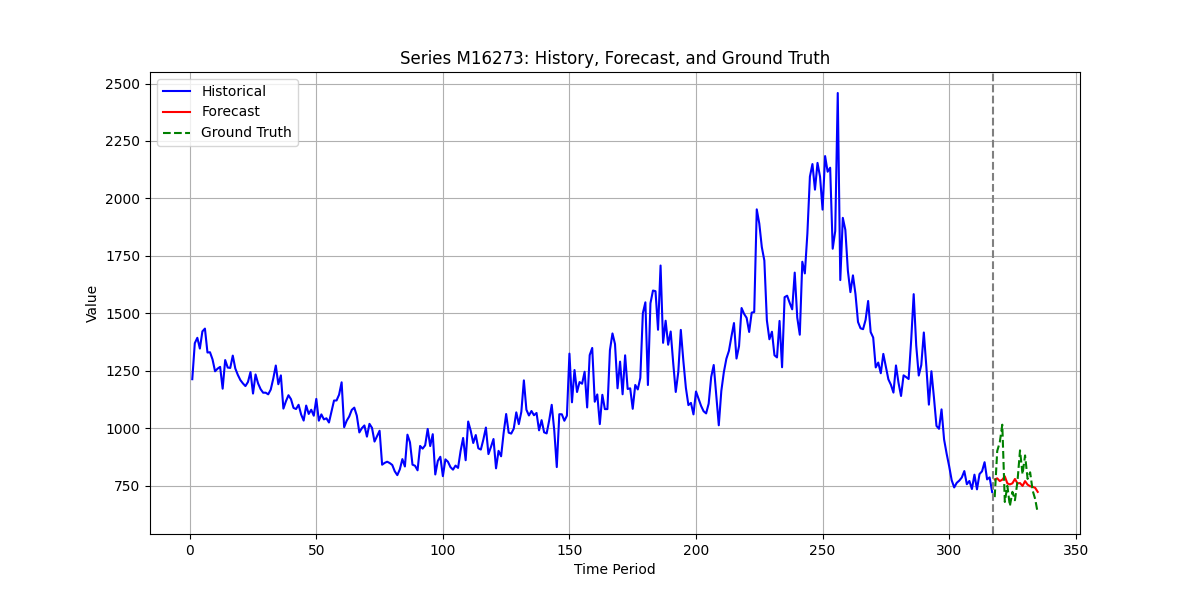 Series M16273: History, Forecast, and Ground Truth
Historical
Forecast
Ground Truth
Value
2500
2250
2000
1750
1500
1250
1000
750
0 50 100 150 200 250 300 350
Time Period